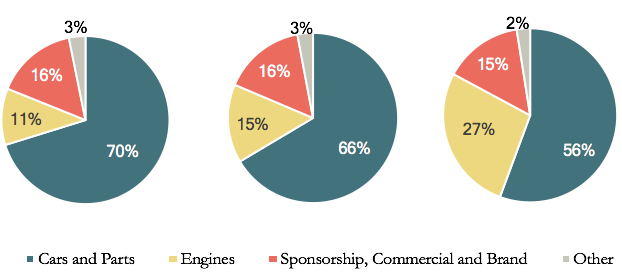 3% 3% 2%
16% 16% 15%
11% 15% 27%
70% 66% 56%
Cars and Parts Engines Sponsorship, Commercial and Brand Other